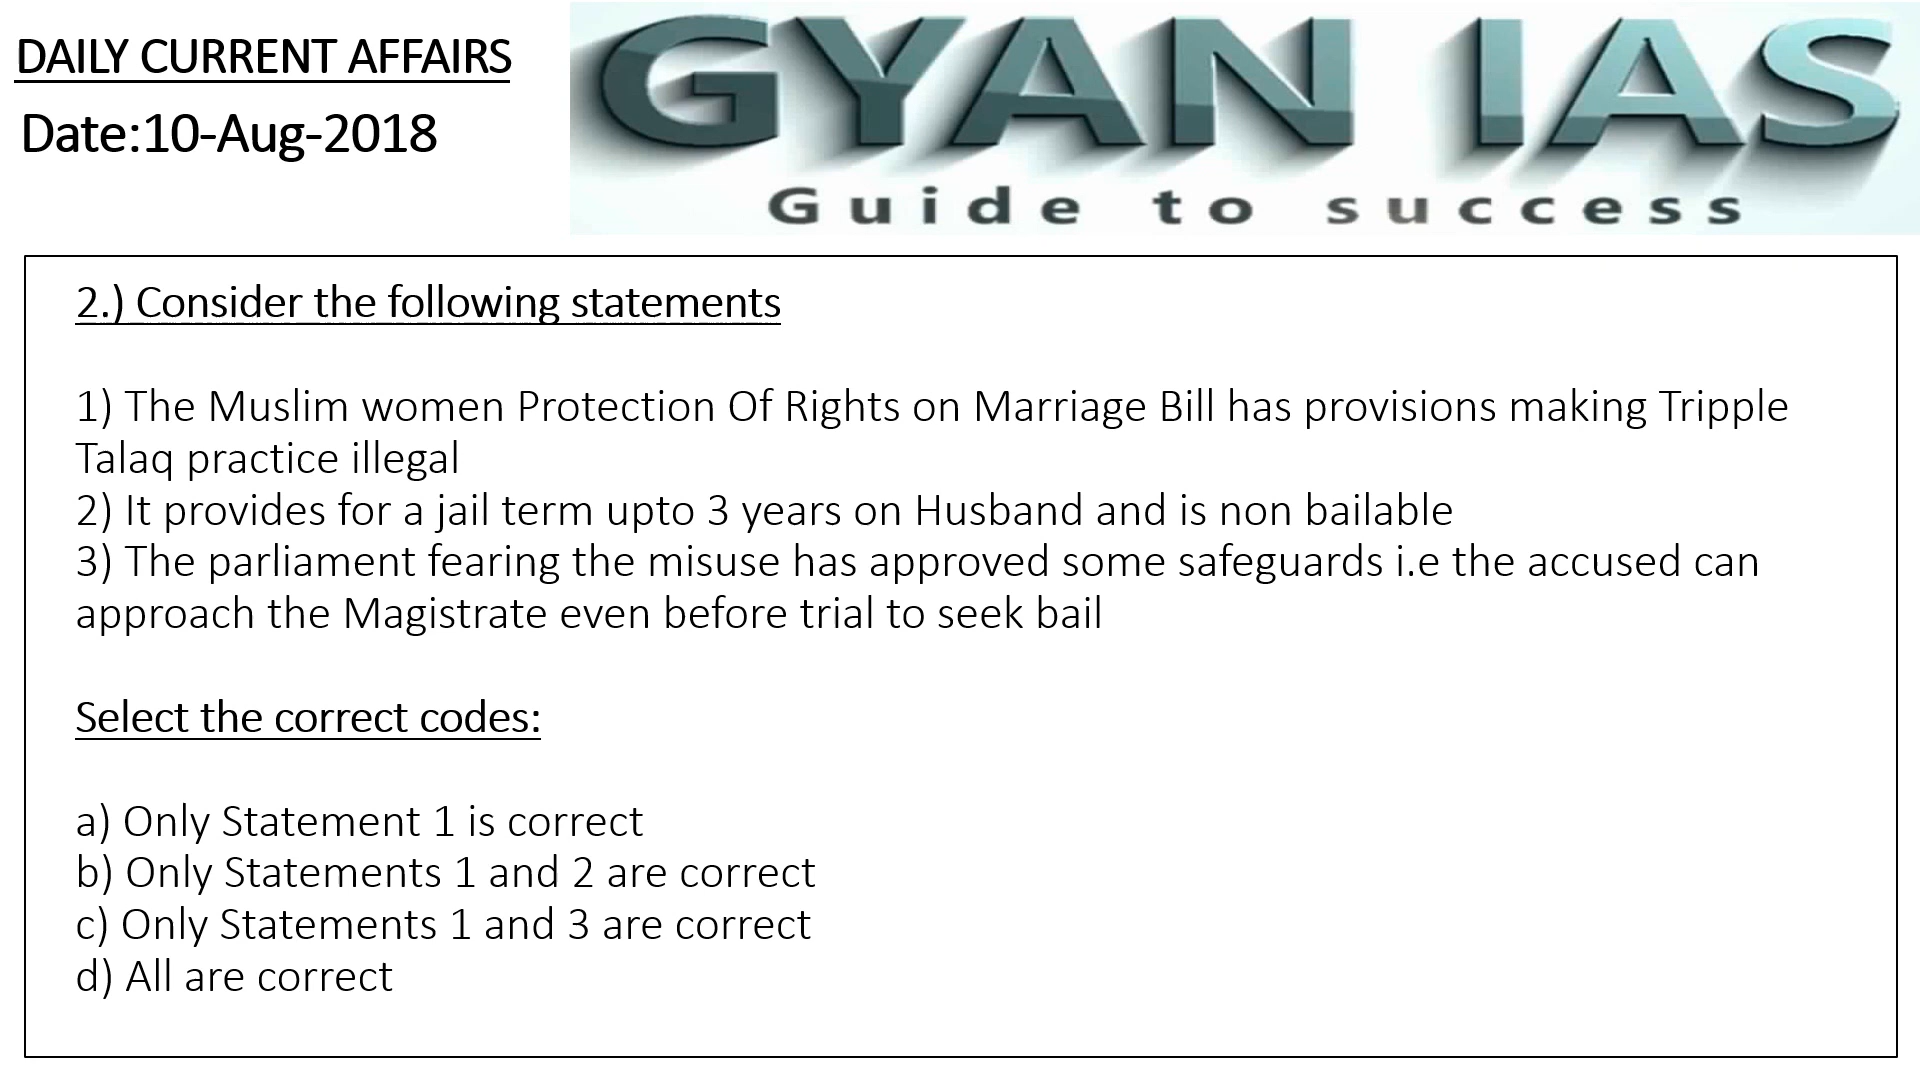 DAILY CURRENT AFFAIRS
Date:10-Aug-2018
GYAN IAS
Guide to success
2.) Consider the following statements
1) The Muslim women Protection Of Rights on Marriage Bill has provisions making Tripple
Talaq practice illegal
2) It provides for a jail term upto 3 years on Husband and is non bailable
3) The parliament fearing the misuse has approved some safeguards i.e the accused can
approach the Magistrate even before trial to seek bail
Select the correct codes:
a) Only Statement 1 is correct
b) Only Statements 1 and 2 are correct
c) Only Statements 1 and 3 are correct
d) All are correct